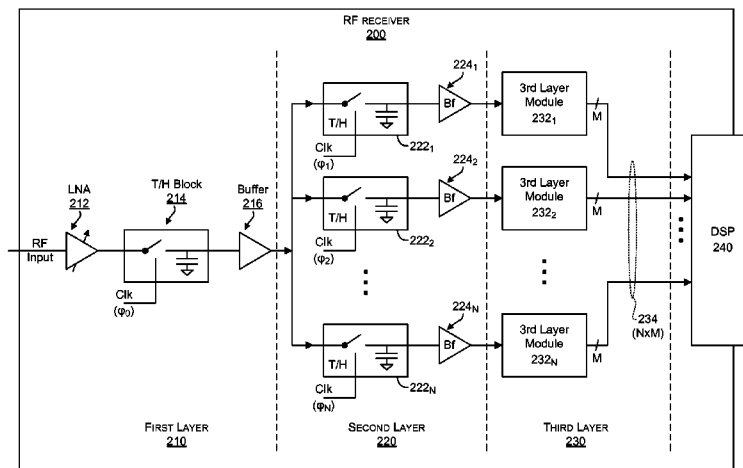 RF RECEIVER
200
LNA
212
T/H Block
214
Buffer
216
RF
Input
Clk
(φ0)
T/H
Clk
(φ1)
222₁
224₁
Bf
3rd Layer
Module
232₁
M
T/H
Clk
(φ2)
222₂
224₂
Bf
3rd Layer
Module
232₂
M
T/H
Clk
(φN)
222N
224N
Bf
3rd Layer
Module
232N
M
234
(NxM)
DSP
240
FIRST LAYER
210
SECOND LAYER
220
THIRD LAYER
230